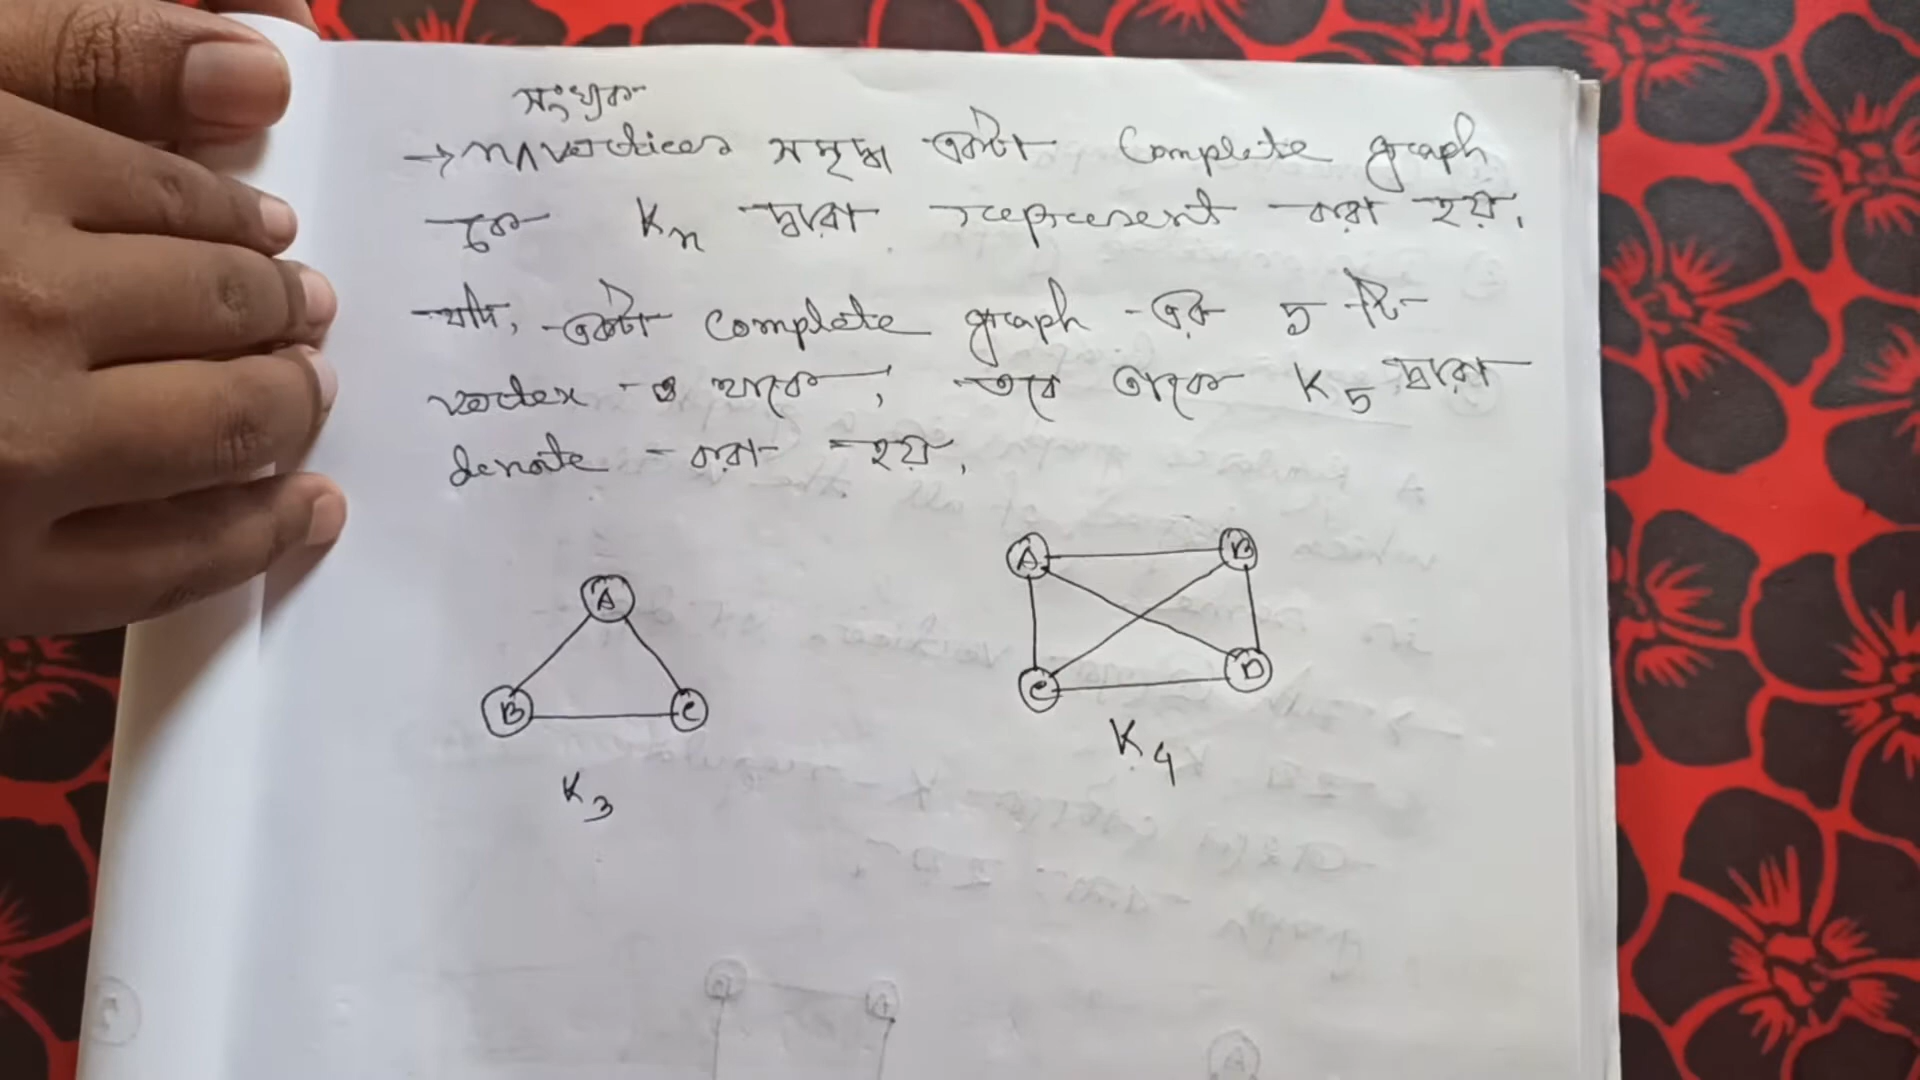 সংখ্যক
→ n∧vertices সমৃদ্ধ একটা Complete graph
কে Kn দ্বারা represent করা হয়,
যদি, একটা complete graph -এর 5 টি
vertex - থাকে, তবে তাকে K5 দ্বারা
denote - করা হয়,
A B
A
B C
C D
K4
K3